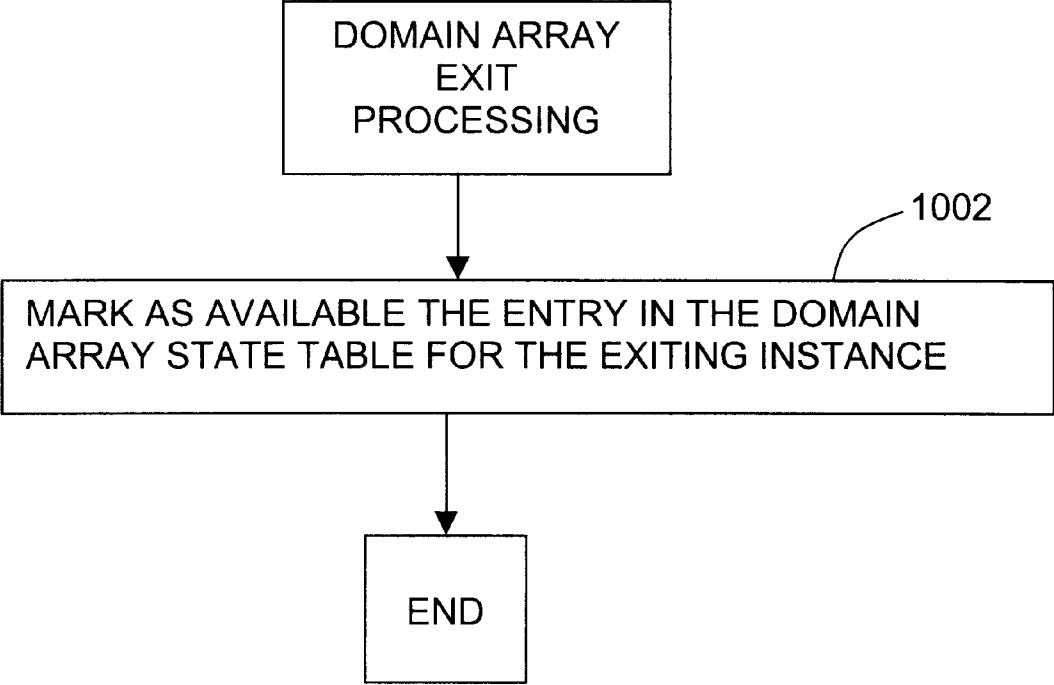 DOMAIN ARRAY
EXIT
PROCESSING
1002
MARK AS AVAILABLE THE ENTRY IN THE DOMAIN
ARRAY STATE TABLE FOR THE EXITING INSTANCE
END